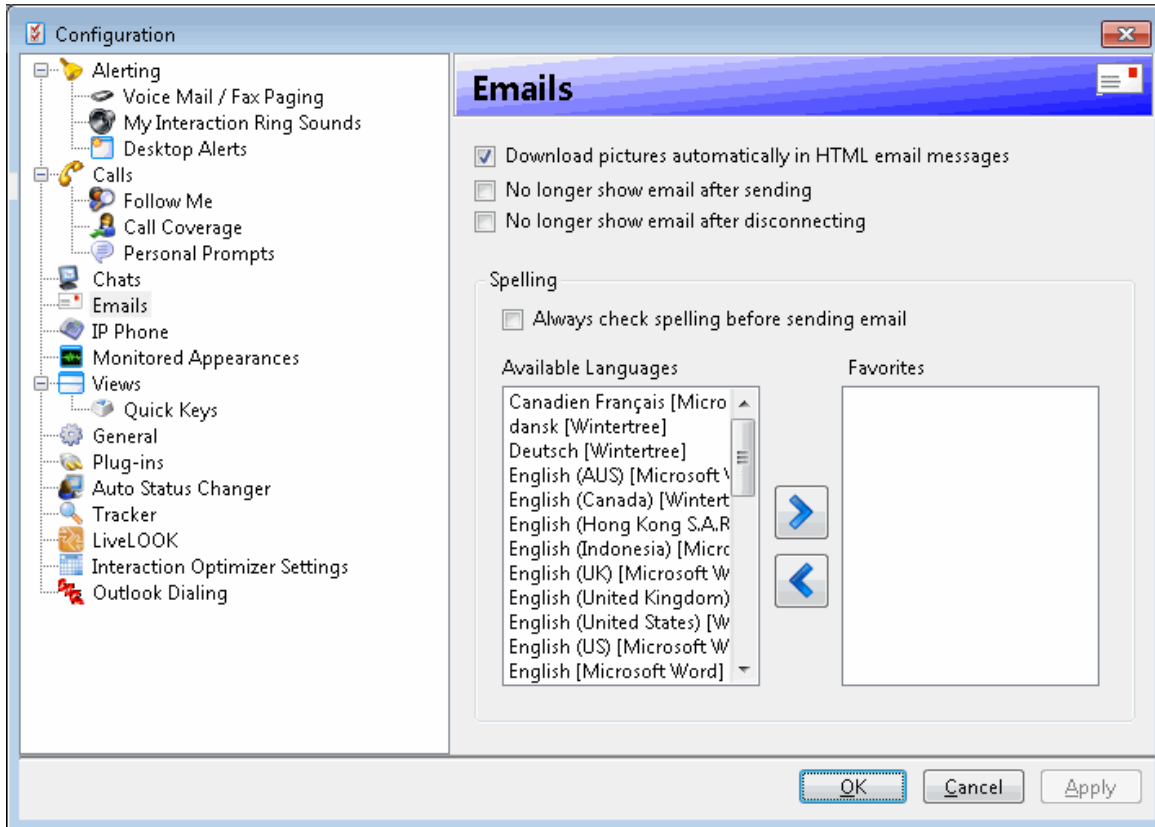 Configuration
Alerting
Voice Mail / Fax Paging
My Interaction Ring Sounds
Desktop Alerts
Calls
Follow Me
Call Coverage
Personal Prompts
Chats
Emails
IP Phone
Monitored Appearances
Views
Quick Keys
General
Plug-ins
Auto Status Changer
Tracker
LiveLOOK
Interaction Optimizer Settings
Outlook Dialing
Emails
Download pictures automatically in HTML email messages
No longer show email after sending
No longer show email after disconnecting
Spelling
Always check spelling before sending email
Available Languages
Canadien Français [Micro
dansk [Wintertree]
Deutsch [Wintertree]
English (AUS) [Microsoft
English (Canada) [Wintert
English (Hong Kong S.A.R
English (Indonesia) [Micro
English (UK) [Microsoft W
English (United Kingdom)
English (United States) [W
English (US) [Microsoft W
English [Microsoft Word]
Favorites
OK
Cancel
Apply